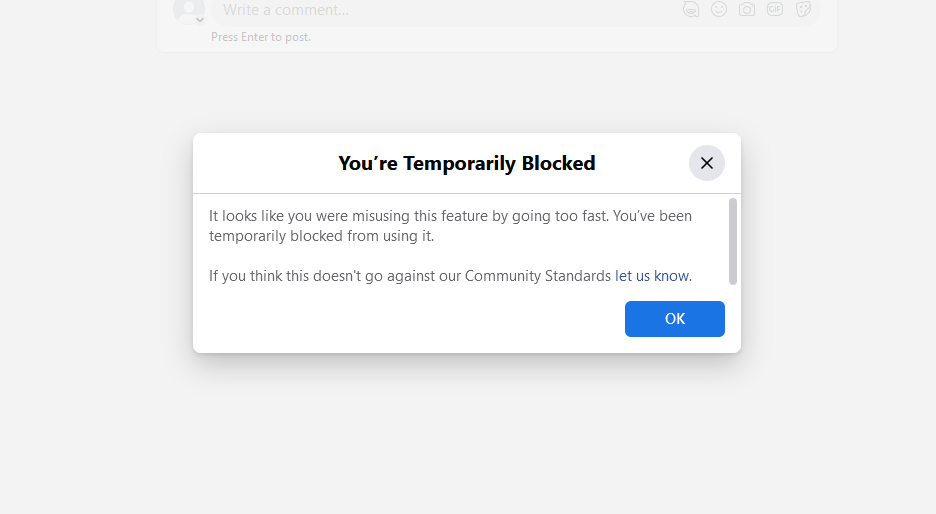 Write a comment...
GIF
Press Enter to post.
You’re Temporarily Blocked
It looks like you were misusing this feature by going too fast. You’ve been
temporarily blocked from using it.
If you think this doesn't go against our Community Standards let us know.
OK